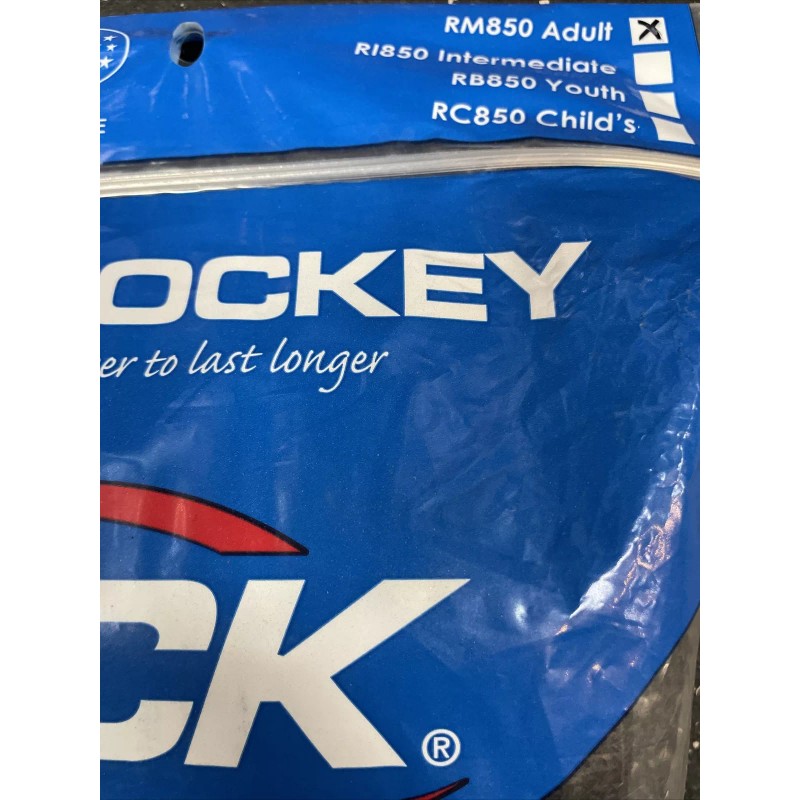 RM850 Adult
RI850 Intermediate
RB850 Youth
RC850 Child's
E
OCKEY
er to last longer
CK®